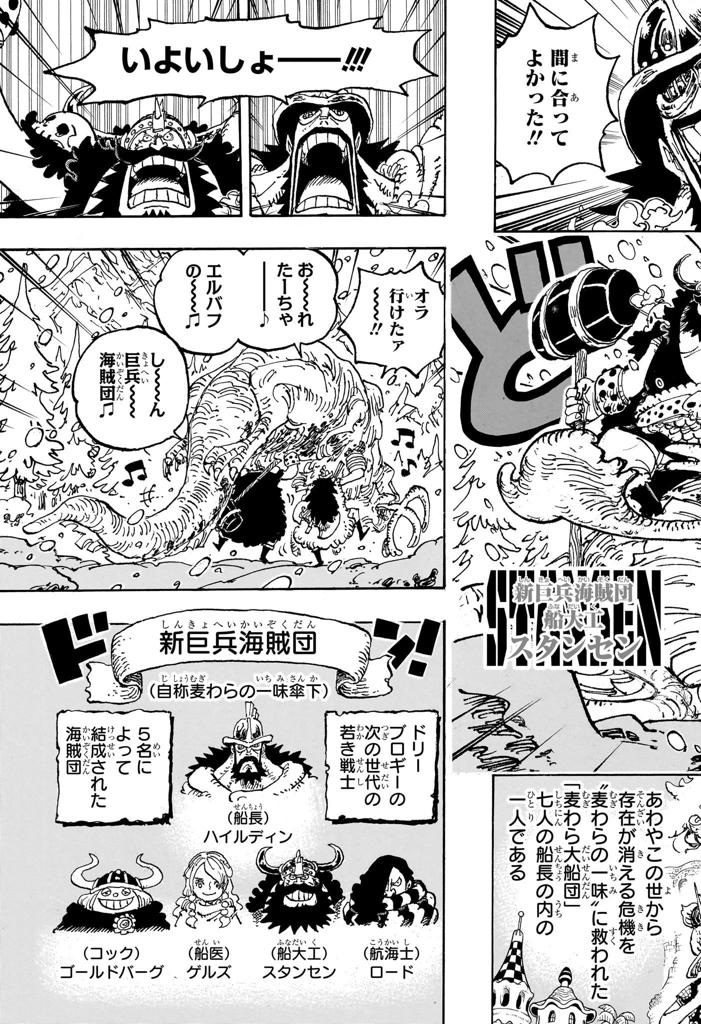 間に合って
よかった!!
いよいしょーー!!!
ど
STANSEN
新巨兵海賊団
船大工
スタンセン
オラ
行けたァ
〜〜〜!!
お〜〜れ
たーちゃ
〜〜♪
エルバフ
の〜〜♫
し〜〜ん
巨兵〜〜
海賊団♫
あわやこの世から
存在が消える危機を
“麦わらの一味”に救われた
「麦わら大船団」
七人の船長の内の
一人である
ドン!
新巨兵海賊団
(自称麦わらの一味傘下)
ドリー
ブロギーの
次の世代の
若き戦士
5名に
よって
結成された
海賊団
(船長)
ハイルディン
(航海士)
ロード
(船大工)
スタンセン
(船医)
ゲルズ
(コック)
ゴールドバーグ